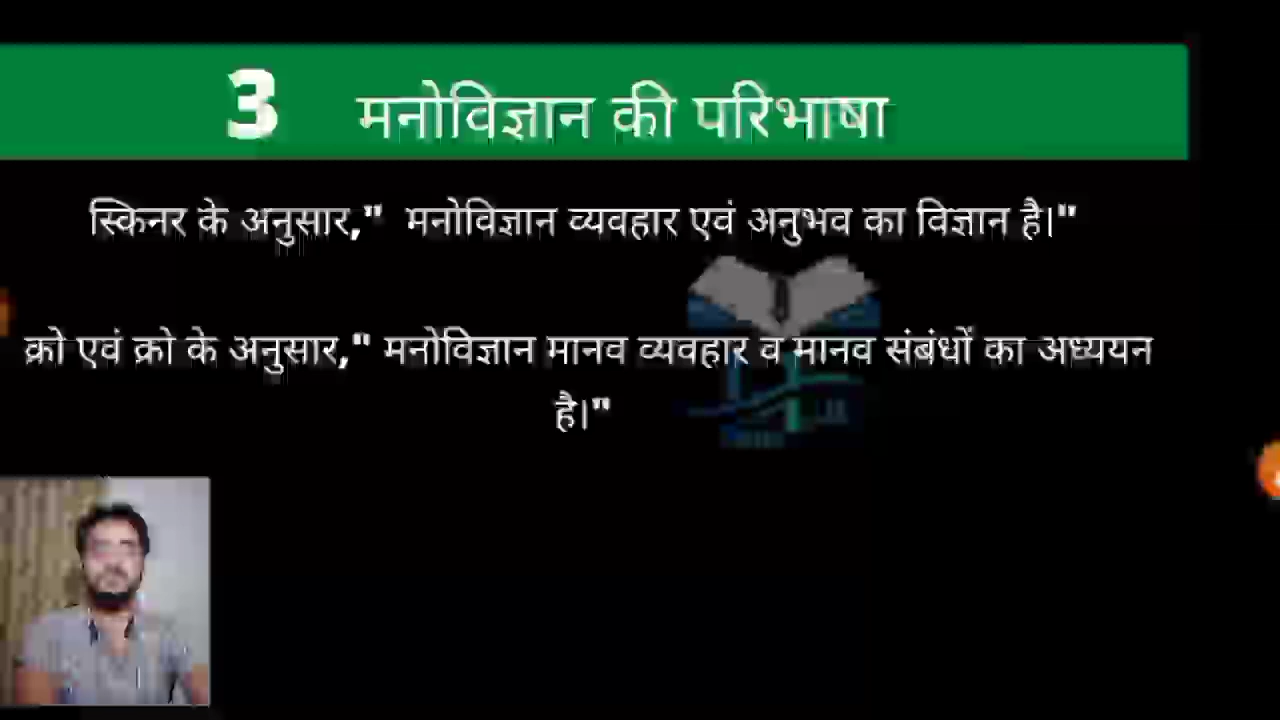 3 मनोविज्ञान की परिभाषा
स्किनर के अनुसार," मनोविज्ञान व्यवहार एवं अनुभव का विज्ञान है।"
क्रो एवं क्रो के अनुसार," मनोविज्ञान मानव व्यवहार व मानव संबंधों का अध्ययन
है।"